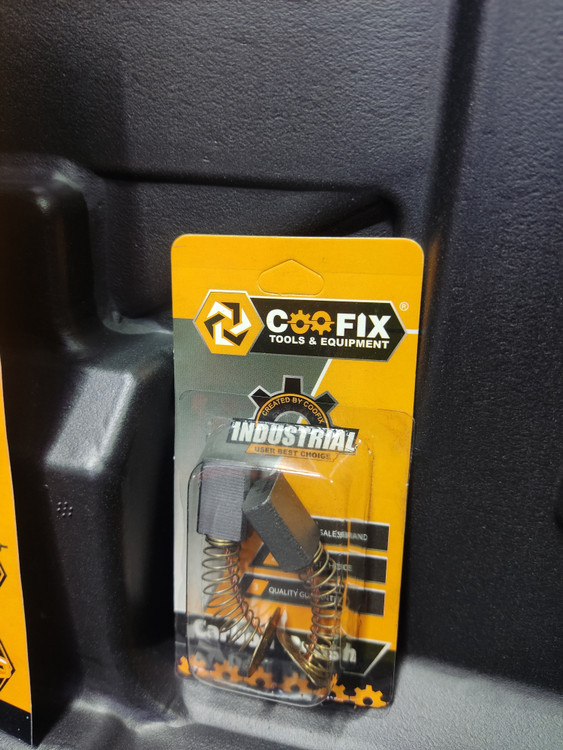 COOFIX
®
TOOLS & EQUIPMENT
CREATED BY COOFIX
INDUSTRIAL
USER BEST CHOICE
QUALITY